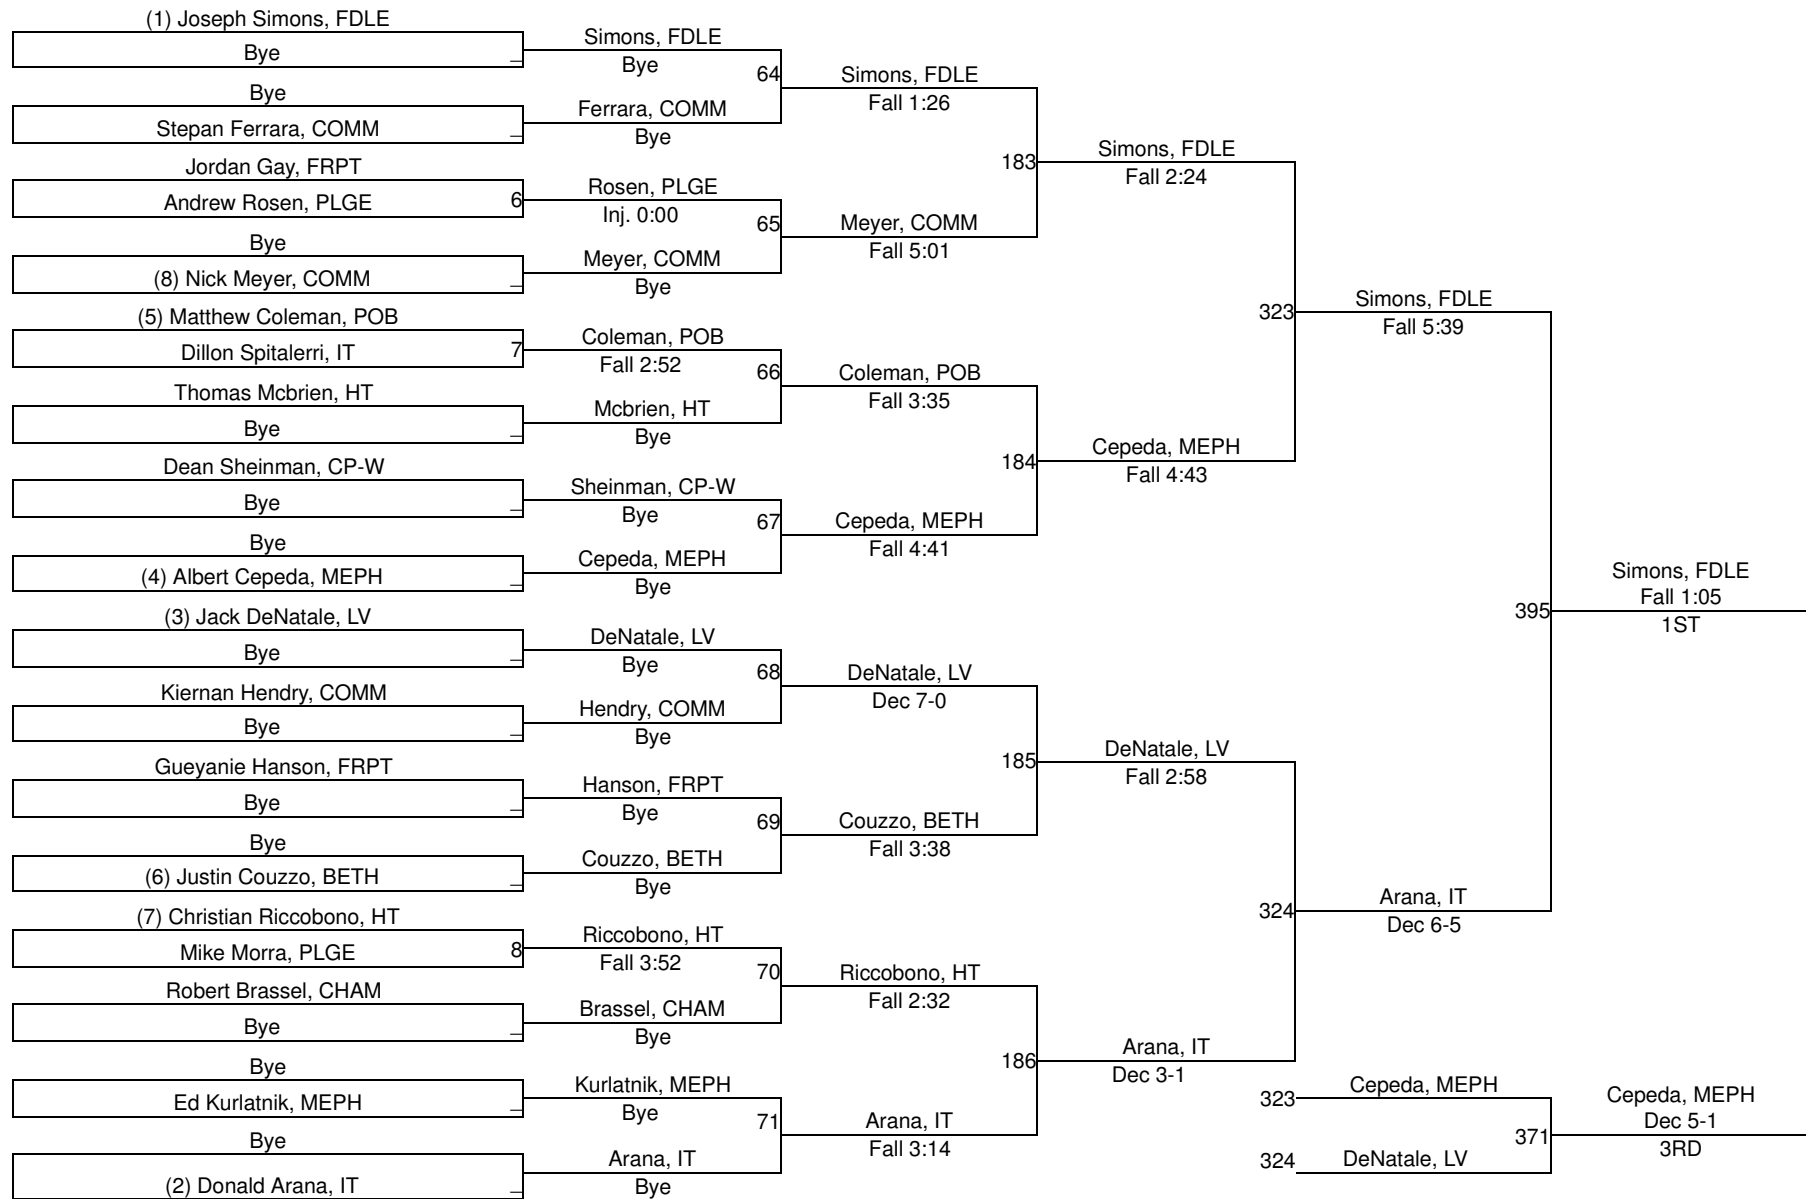 (1) Joseph Simons, FDLE
Bye _
Bye
Stepan Ferrara, COMM _
Jordan Gay, FRPT
Andrew Rosen, PLGE 6
Bye
(8) Nick Meyer, COMM _
(5) Matthew Coleman, POB
Dillon Spitalerri, IT 7
Thomas Mcbrien, HT
Bye _
Dean Sheinman, CP-W
Bye _
Bye
(4) Albert Cepeda, MEPH _
(3) Jack DeNatale, LV
Bye _
Kiernan Hendry, COMM
Bye _
Gueyanie Hanson, FRPT
Bye _
Bye
(6) Justin Couzzo, BETH _
(7) Christian Riccobono, HT
Mike Morra, PLGE 8
Robert Brassel, CHAM
Bye _
Bye
Ed Kurlatnik, MEPH _
Bye
(2) Donald Arana, IT _
Simons, FDLE
Bye
64
Ferrara, COMM
Bye
Rosen, PLGE
Inj. 0:00
65
Meyer, COMM
Bye
Coleman, POB
Fall 2:52
66
Mcbrien, HT
Bye
Sheinman, CP-W
Bye
67
Cepeda, MEPH
Bye
DeNatale, LV
Bye
68
Hendry, COMM
Bye
Hanson, FRPT
Bye
69
Couzzo, BETH
Bye
Riccobono, HT
Fall 3:52
70
Brassel, CHAM
Bye
Kurlatnik, MEPH
Bye
71
Arana, IT
Bye
Simons, FDLE
Fall 1:26
183
Meyer, COMM
Fall 5:01
Coleman, POB
Fall 3:35
184
Cepeda, MEPH
Fall 4:41
DeNatale, LV
Dec 7-0
185
Couzzo, BETH
Fall 3:38
Riccobono, HT
Fall 2:32
186
Arana, IT
Fall 3:14
Simons, FDLE
Fall 2:24
323
Cepeda, MEPH
Fall 4:43
DeNatale, LV
Fall 2:58
324
Arana, IT
Dec 3-1
Simons, FDLE
Fall 5:39
395
Arana, IT
Dec 6-5
Simons, FDLE
Fall 1:05
1ST
323 Cepeda, MEPH
371
324 DeNatale, LV
Cepeda, MEPH
Dec 5-1
3RD